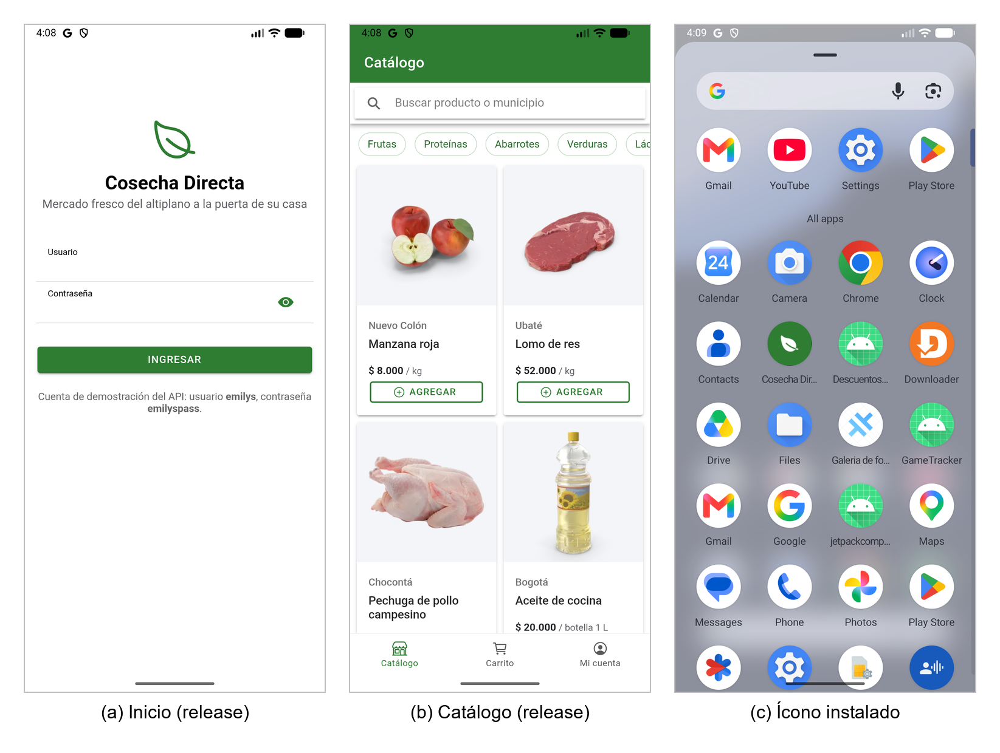 4:08
Cosecha Directa
Mercado fresco del altiplano a la puerta de su casa
Usuario
Contraseña
INGRESAR
Cuenta de demostración del API: usuario emilys, contraseña
emilyspass.
(a) Inicio (release)
4:08
Catálogo
Buscar producto o municipio
Frutas Proteínas Abarrotes Verduras Lác
Nuevo Colón
Manzana roja
$ 8.000 / kg
AGREGAR
Ubaté
Lomo de res
$ 52.000 / kg
AGREGAR
Chocontá
Pechuga de pollo
campesino
Bogotá
Aceite de cocina
$ 20.000 / botella 1 L
Catálogo Carrito Mi cuenta
(b) Catálogo (release)
4:09
Gmail YouTube Settings Play Store
All apps
24
Calendar Camera Chrome Clock
Contacts Cosecha Dir... Descuentos... Downloader
Drive Files Galeria de fo... GameTracker
Gmail Google jetpackcomp... Maps
Messages Phone Photos Play Store
(c) Ícono instalado